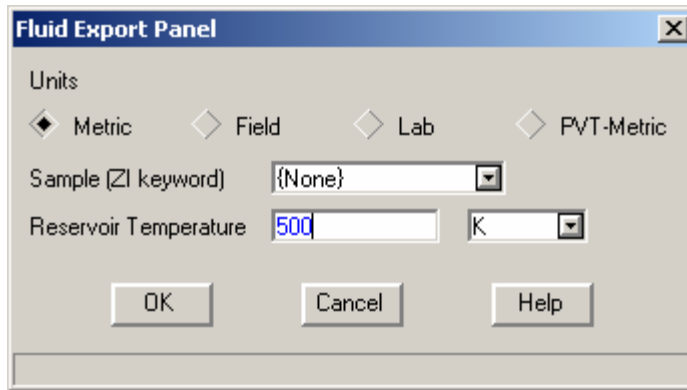 Fluid Export Panel
Units
Metric Field Lab PVT-Metric
Sample (ZI keyword) {None}
Reservoir Temperature 500 K
OK Cancel Help